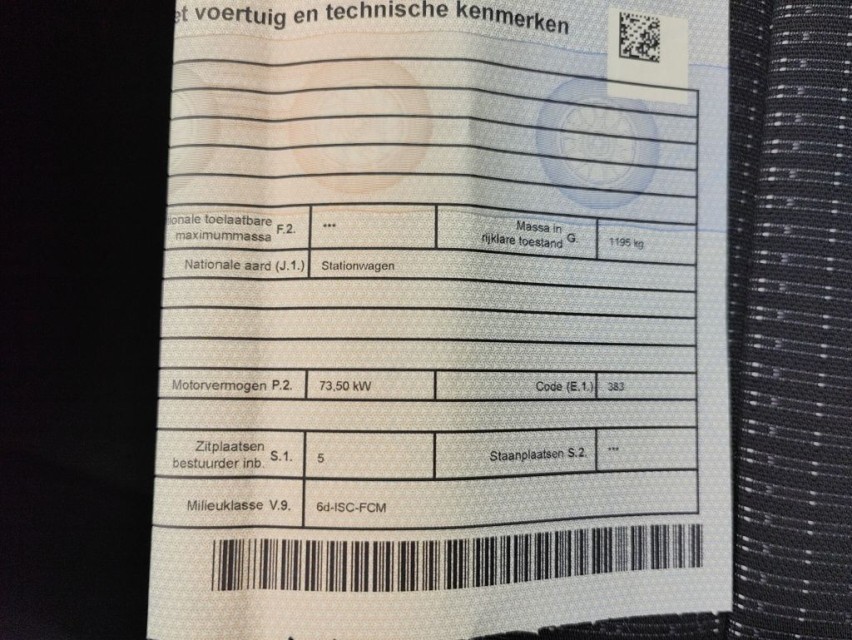 et voertuig en technische kenmerken
ionale toelaatbare
maximummassa F.2. ***
Massa in
rijklare toestand G. 1195 kg
Nationale aard (J.1.) Stationwagen
Motorvermogen P.2. 73,50 kW Code (E.1.) 383
Zitplaatsen
bestuurder inb. S.1. 5 Staanplaatsen S.2. ***
Milieuklasse V.9. 6d-ISC-FCM